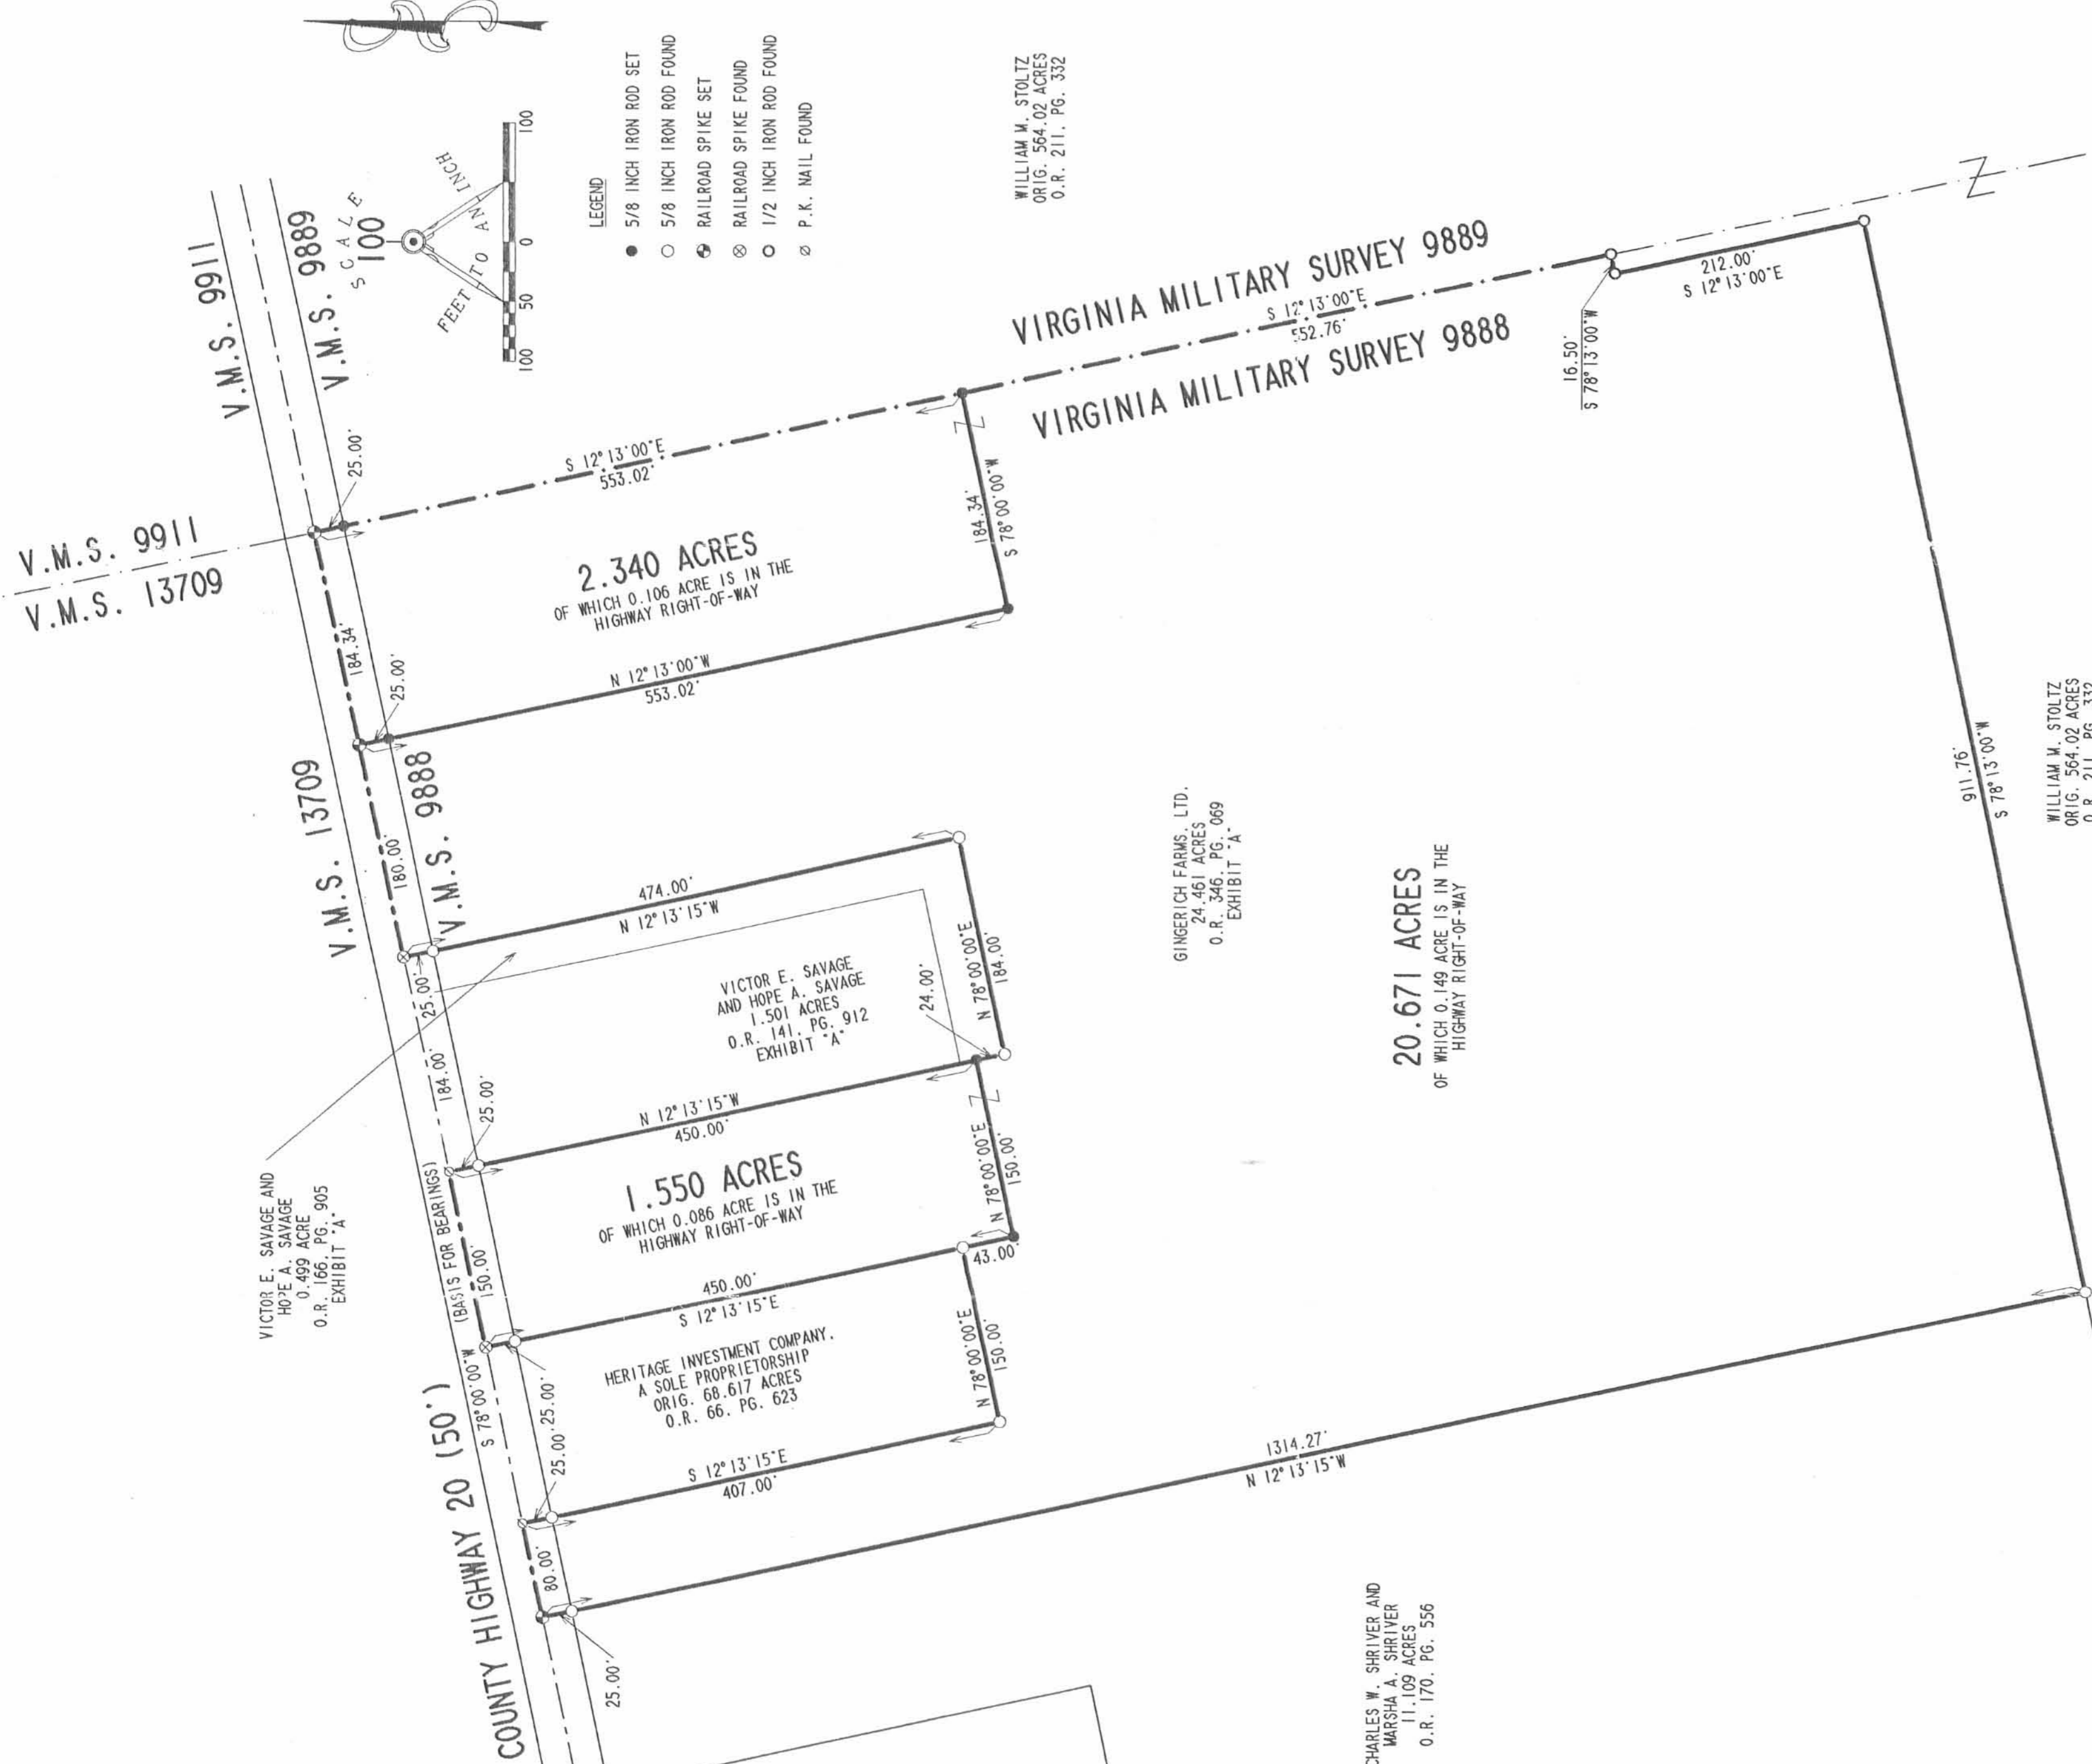 V.M.S. 9911
V.M.S. 13709
V.M.S. 9911
V.M.S. 9889
SCALE
100
FEET TO AN INCH
100
50
0
100
LEGEND
5/8 INCH IRON ROD SET
5/8 INCH IRON ROD FOUND
RAILROAD SPIKE SET
RAILROAD SPIKE FOUND
1/2 INCH IRON ROD FOUND
P.K. NAIL FOUND
WILLIAM M. STOLTZ
ORIG. 564.02 ACRES
O.R. 211, PG. 332
VIRGINIA MILITARY SURVEY 9889
S 12°13'00"E
552.76'
VIRGINIA MILITARY SURVEY 9888
16.50'
S 78°13'00"W
212.00'
S 12°13'00"E
25.00'
S 12°13'00"E
553.02'
184.34'
S 78°00'00"W
2.340 ACRES
OF WHICH 0.106 ACRE IS IN THE
HIGHWAY RIGHT-OF-WAY
184.34'
25.00'
N 12°13'00"W
553.02'
V.M.S. 13709
V.M.S. 9888
180.00'
474.00'
N 12°13'15"W
25.00'
VICTOR E. SAVAGE
AND HOPE A. SAVAGE
1.501 ACRES
O.R. 141, PG. 912
EXHIBIT "A"
24.00'
N 78°00'00"E
184.00'
184.00'
25.00'
N 12°13'15"W
450.00'
VICTOR E. SAVAGE AND
HOPE A. SAVAGE
0.499 ACRE
O.R. 166, PG. 905
EXHIBIT "A"
1.550 ACRES
OF WHICH 0.086 ACRE IS IN THE
HIGHWAY RIGHT-OF-WAY
N 78°00'00"E
150.00'
43.00'
S 78°00'00"W (BASIS FOR BEARINGS)
150.00'
450.00'
S 12°13'15"E
HERITAGE INVESTMENT COMPANY,
A SOLE PROPRIETORSHIP
ORIG. 68.617 ACRES
O.R. 66, PG. 623
N 78°00'00"E
150.00'
25.00'
25.00'
S 12°13'15"E
407.00'
COUNTY HIGHWAY 20 (50')
80.00'
25.00'
1314.27'
N 12°13'15"W
GINGERICH FARMS, LTD.
24.461 ACRES
O.R. 346, PG. 069
EXHIBIT "A"
20.671 ACRES
OF WHICH 0.149 ACRE IS IN THE
HIGHWAY RIGHT-OF-WAY
911.76'
S 78°13'00"W
WILLIAM M. STOLTZ
ORIG. 564.02 ACRES
O.R. 211, PG. 332
CHARLES W. SHRIVER AND
MARSHA A. SHRIVER
11.109 ACRES
O.R. 170, PG. 556